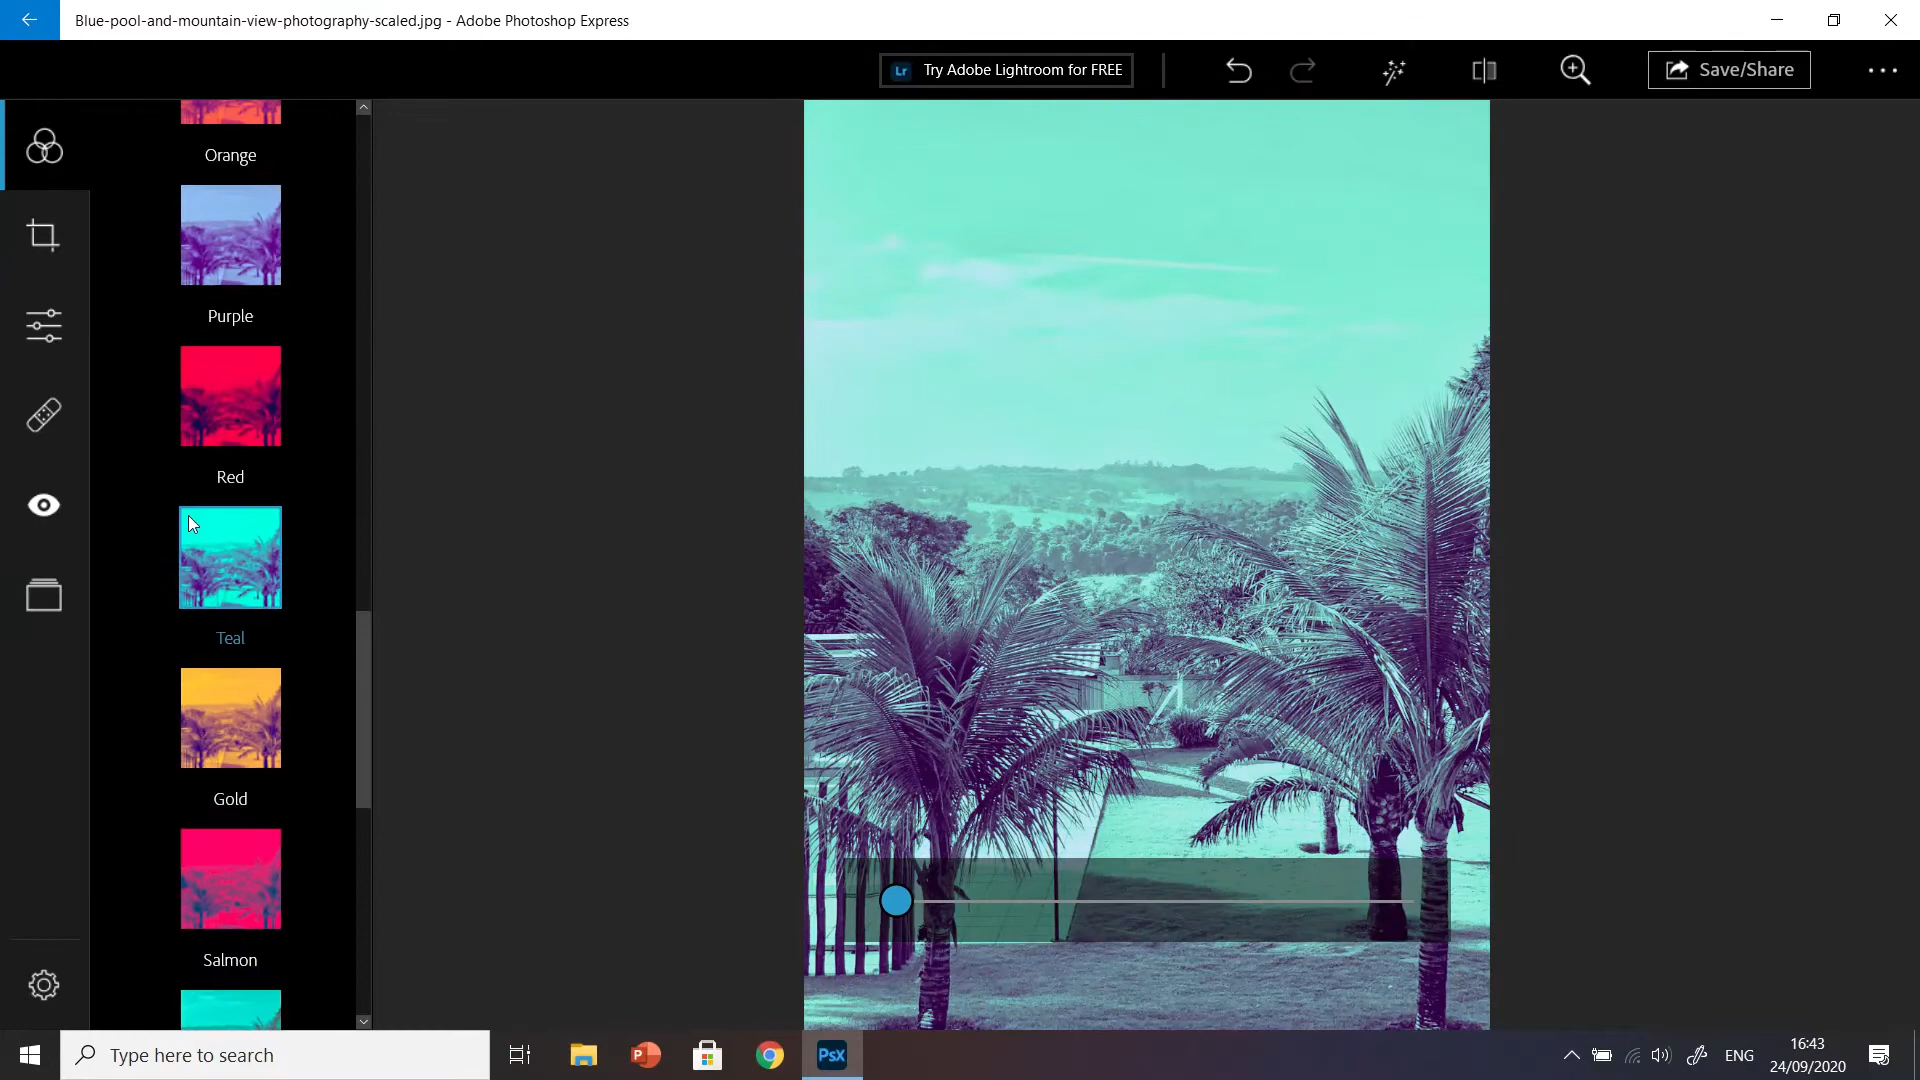 Blue-pool-and-mountain-view-photography-scaled.jpg - Adobe Photoshop Express
Lr Try Adobe Lightroom for FREE
Save/Share
Orange
Purple
Red
Teal
Gold
Salmon
Type here to search
P
PsX
ENG
16:43
24/09/2020